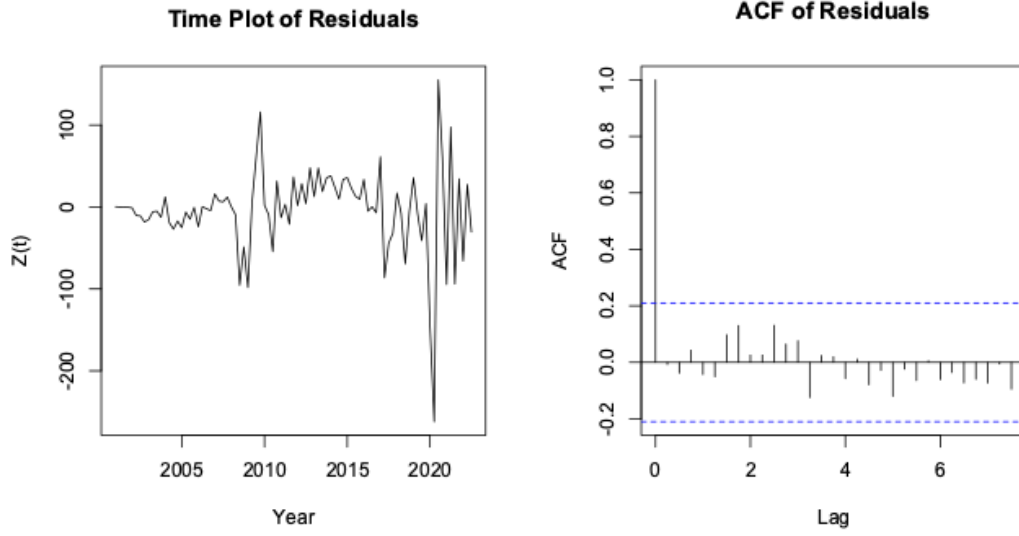 Time Plot of Residuals
Z(t)
100
0
-100
-200
2005 2010 2015 2020
Year
ACF of Residuals
ACF
1.0
0.8
0.6
0.4
0.2
0.0
-0.2
0 2 4 6
Lag